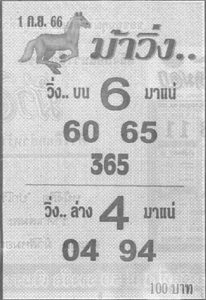 1 ก.ย. 66
ม้าวิ่ง..
วิ่ง.. บน 6 มาแน่
60 65
365
วิ่ง.. ล่าง 4 มาแน่
04 94
100 บาท